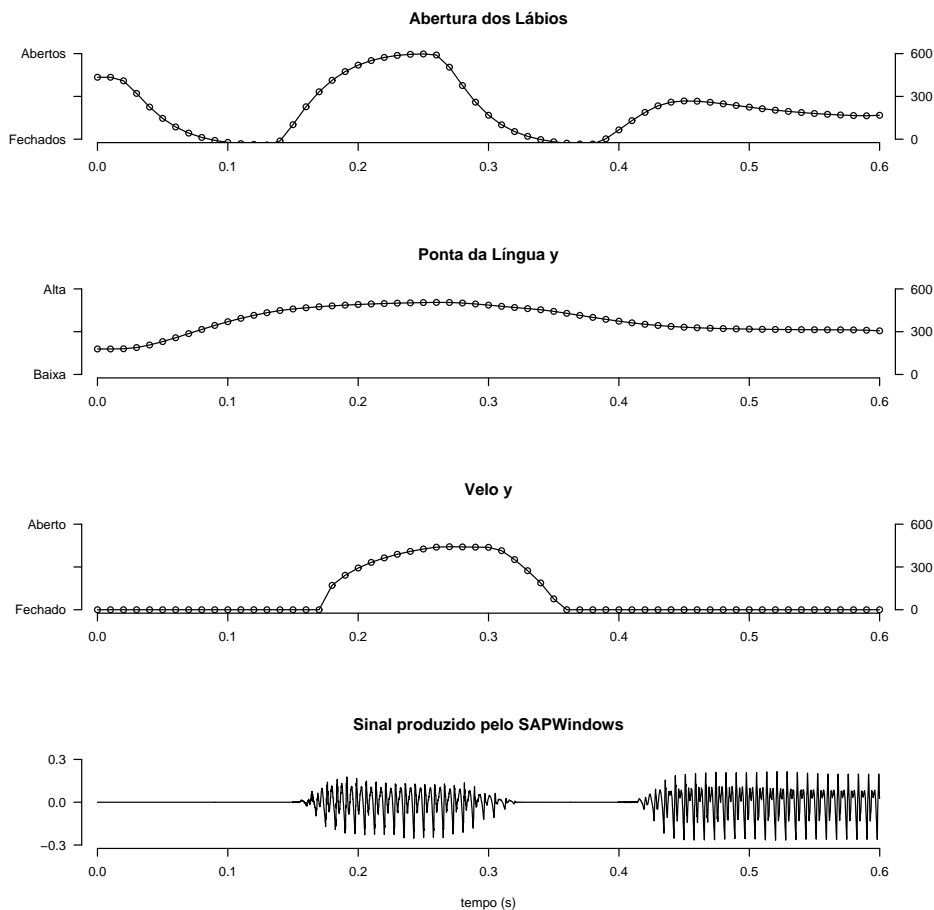 Abertura dos Lábios
Abertos
Fechados
600
300
0
0.0 0.1 0.2 0.3 0.4 0.5 0.6
Ponta da Língua y
Alta
Baixa
600
300
0
0.0 0.1 0.2 0.3 0.4 0.5 0.6
Velo y
Aberto
Fechado
600
300
0
0.0 0.1 0.2 0.3 0.4 0.5 0.6
Sinal produzido pelo SAPWindows
0.3
0.0
−0.3
0.0 0.1 0.2 0.3 0.4 0.5 0.6
tempo (s)